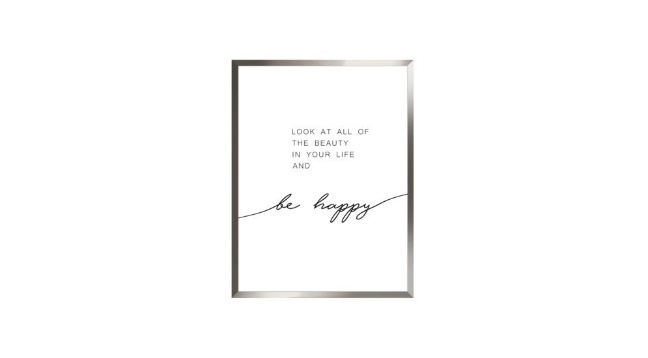 LOOK AT ALL OF
THE BEAUTY
IN YOUR LIFE
AND
be happy